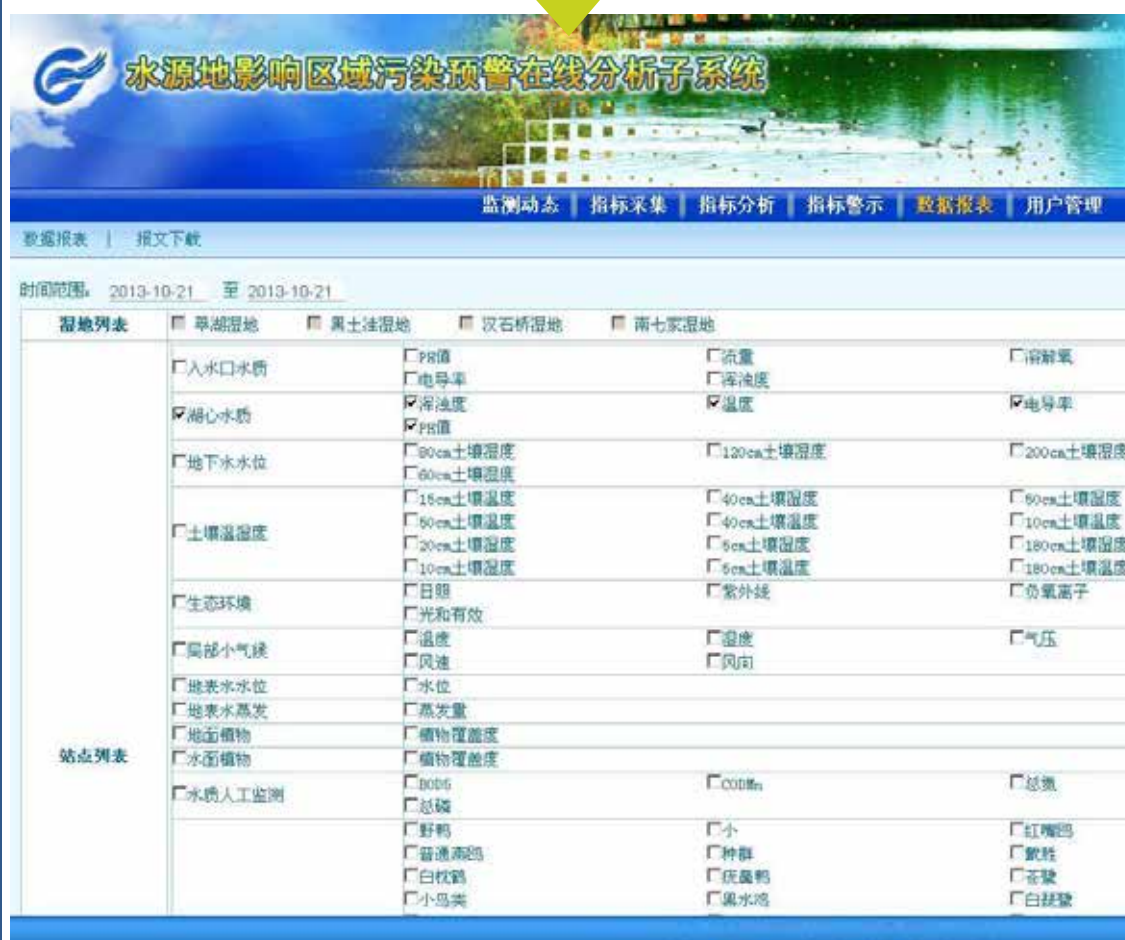 水源地影响区域污染预警在线分析子系统
监测动态 | 指标采集 | 指标分析 | 指标警示 | 数据报表 | 用户管理
数据报表 | 报文下载
时间范围: 2013-10-21 至 2013-10-21
湿地列表 翠湖湿地 黑土洼湿地 汉石桥湿地 南七家湿地
PH值 流量 溶解氧
入水口水质
电导率 浑浊度
浑浊度 温度 电导率
湖心水质
PH值
80cm土壤湿度 120cm土壤湿度 200cm土壤湿度
地下水水位
60cm土壤湿度
15cm土壤温度 40cm土壤湿度 50cm土壤湿度
50cm土壤温度 40cm土壤温度 10cm土壤温度
土壤温湿度
20cm土壤湿度 5cm土壤湿度 180cm土壤湿度
10cm土壤湿度 5cm土壤温度 180cm土壤温度
日照 紫外线 负氧离子
生态环境
光和有效
温度 湿度 气压
局部小气候
风速 风向
地表水水位 水位
地表水蒸发 蒸发量
地面植物 植物覆盖度
站点列表 水面植物 植物覆盖度
BOD5 CODMn 总氮
水质人工监测
总磷
野鸭 小 红嘴鸥
普通燕鸥 种群 戴胜
白枕鹤 疣鼻鸭 苍鹭
小鸟类 黑水鸡 白琵鹭